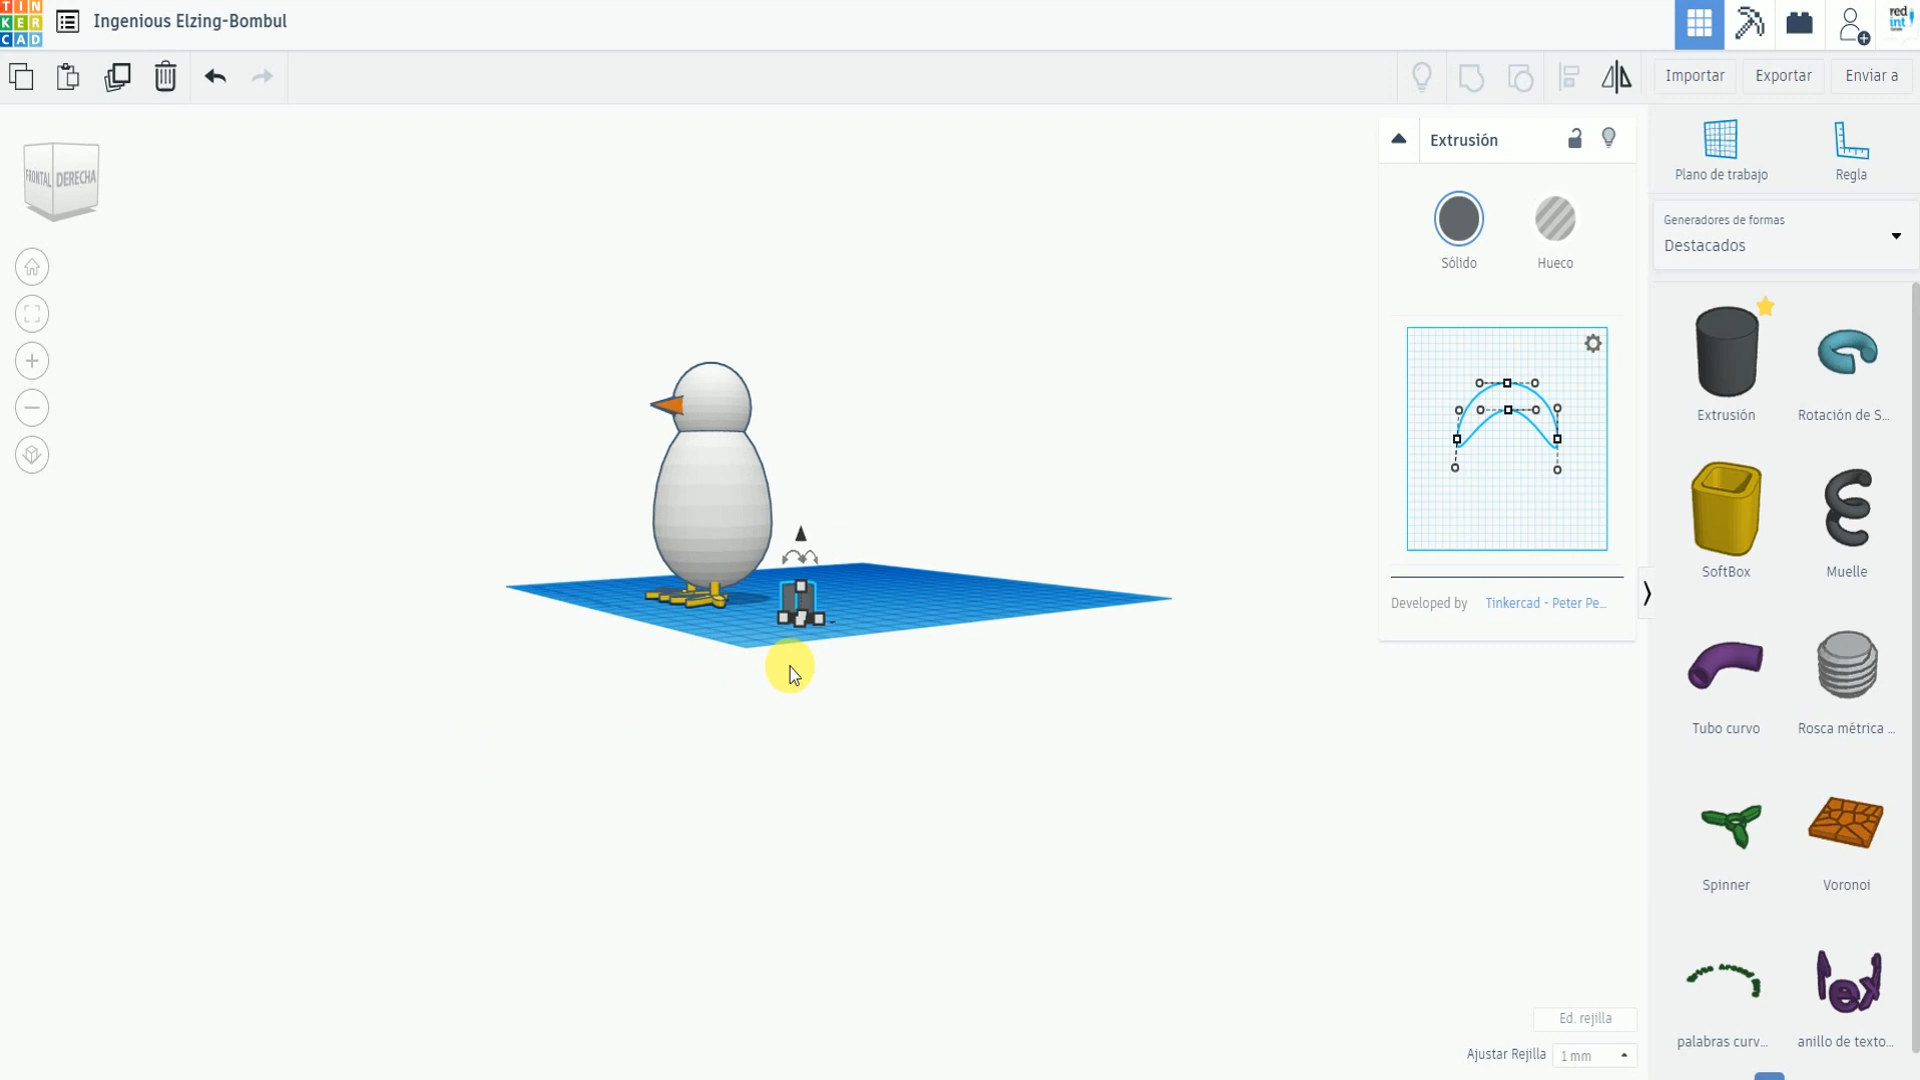 TIN
KER
CAD
Ingenious Elzing-Bombul
red
int
Importar
Exportar
Enviar a
FRONTAL
DERECHA
Extrusión
Sólido
Hueco
Developed by
Tinkercad - Peter Pe...
Plano de trabajo
Regla
Generadores de formas
Destacados
Extrusión
Rotación de S...
SoftBox
Muelle
Tubo curvo
Rosca métrica ...
Spinner
Voronoi
palabras curv...
anillo de texto...
Ed. rejilla
Ajustar Rejilla
1 mm